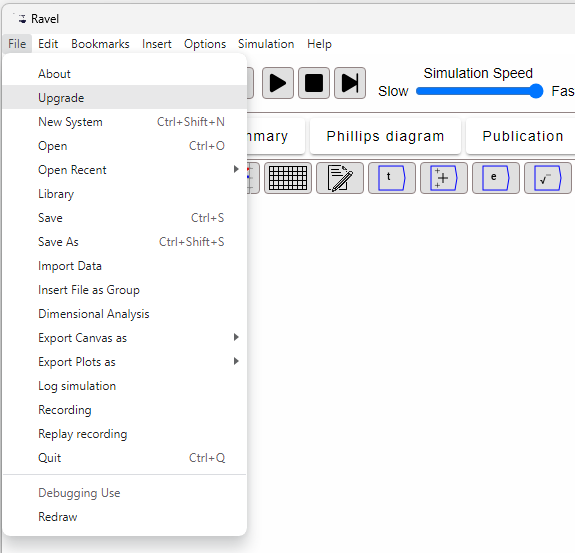 Ravel
File Edit Bookmarks Insert Options Simulation Help
About
Upgrade
New System Ctrl+Shift+N
Open Ctrl+O
Open Recent
Library
Save Ctrl+S
Save As Ctrl+Shift+S
Import Data
Insert File as Group
Dimensional Analysis
Export Canvas as
Export Plots as
Log simulation
Recording
Replay recording
Quit Ctrl+Q
Debugging Use
Redraw
Simulation Speed
Slow Fas
mmary Phillips diagram Publication
t + + + e √‾